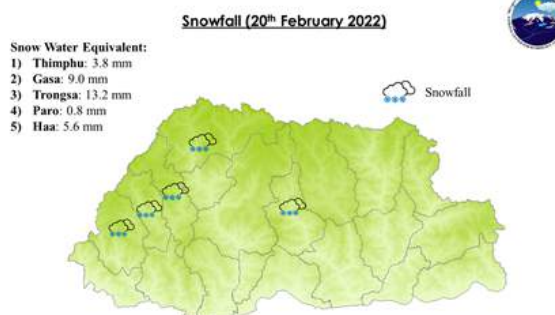 Snowfall (20th February 2022)
Snow Water Equivalent:
1) Thimphu: 3.8 mm
2) Gasa: 9.0 mm
3) Trongsa: 13.2 mm
4) Paro: 0.8 mm
5) Haa: 5.6 mm
Snowfall